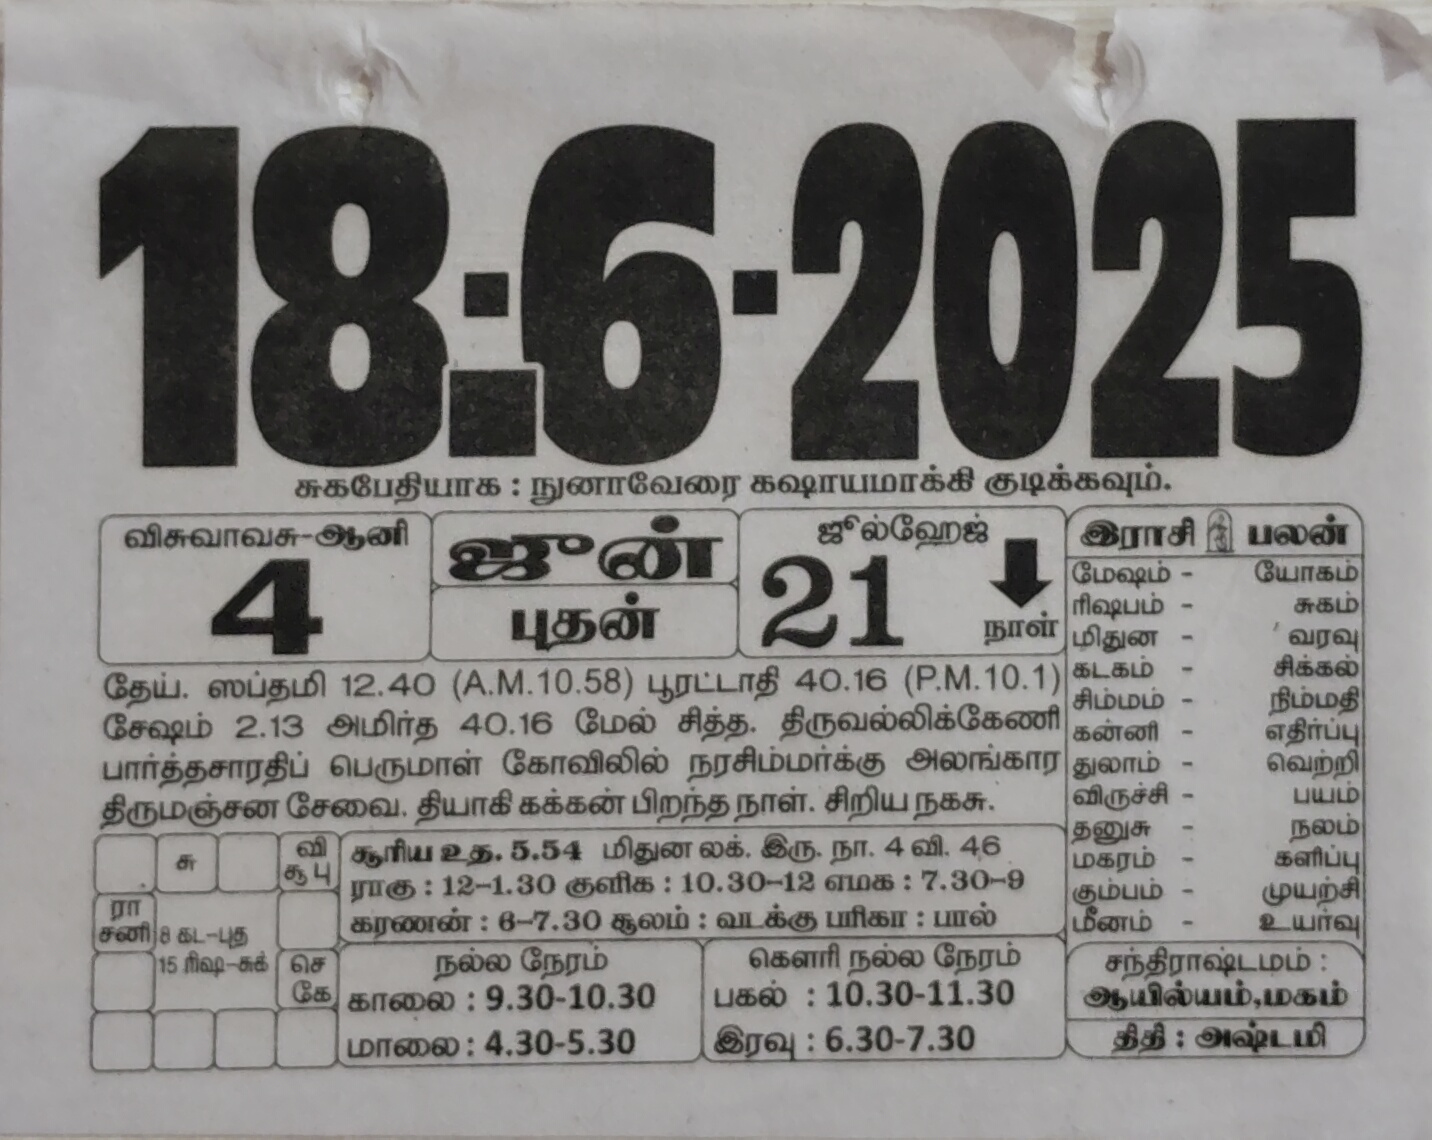 18.6.2025
சுகபேதியாக : நுனாவேரை கஷாயமாக்கி குடிக்கவும்.
விசுவாவசு-ஆனி
4
ஜுன்
புதன்
ஜூல்ஹேஜ்
21
நாள்
தேய். ஸப்தமி 12.40 (A.M.10.58) பூரட்டாதி 40.16 (P.M.10.1)
சேஷம் 2.13 அமிர்த 40.16 மேல் சித்த. திருவல்லிக்கேணி
பார்த்தசாரதிப் பெருமாள் கோவிலில் நரசிம்மர்க்கு அலங்கார
திருமஞ்சன சேவை. தியாகி கக்கன் பிறந்த நாள். சிறிய நகசு.
இராசி பலன்
மேஷம் - யோகம்
ரிஷபம் - சுகம்
மிதுன - வரவு
கடகம் - சிக்கல்
சிம்மம் - நிம்மதி
கன்னி - எதிர்ப்பு
துலாம் - வெற்றி
விருச்சி - பயம்
தனுசு - நலம்
மகரம் - களிப்பு
கும்பம் - முயற்சி
மீனம் - உயர்வு
சு
வி
சூ பு
ரா
சனி
8 கட-புத
15 ரிஷ-சுக்
செ
கே
சூரிய உத. 5.54 மிதுன லக். இரு. நா. 4 வி. 46
ராகு : 12-1.30 குளிக : 10.30-12 எமக : 7.30-9
கரணன் : 6-7.30 சூலம் : வடக்கு பரிகா : பால்
நல்ல நேரம்
காலை : 9.30-10.30
மாலை : 4.30-5.30
கௌரி நல்ல நேரம்
பகல் : 10.30-11.30
இரவு : 6.30-7.30
சந்திராஷ்டமம் :
ஆயில்யம்,மகம்
திதி : அஷ்டமி